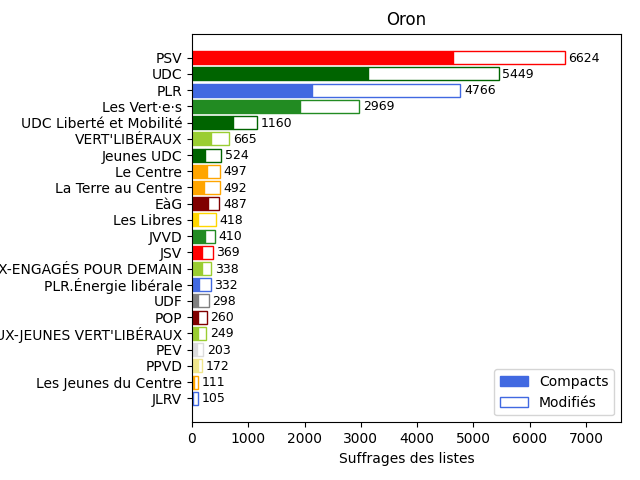 Oron
PSV 6624
UDC 5449
PLR 4766
Les Vert·e·s 2969
UDC Liberté et Mobilité 1160
VERT'LIBÉRAUX 665
Jeunes UDC 524
Le Centre 497
La Terre au Centre 492
EàG 487
Les Libres 418
JVVD 410
JSV 369
X-ENGAGÉS POUR DEMAIN 338
PLR.Énergie libérale 332
UDF 298
POP 260
UX-JEUNES VERT'LIBÉRAUX 249
PEV 203
PPVD 172
Les Jeunes du Centre 111
JLRV 105
Compacts
Modifiés
0 1000 2000 3000 4000 5000 6000 7000
Suffrages des listes